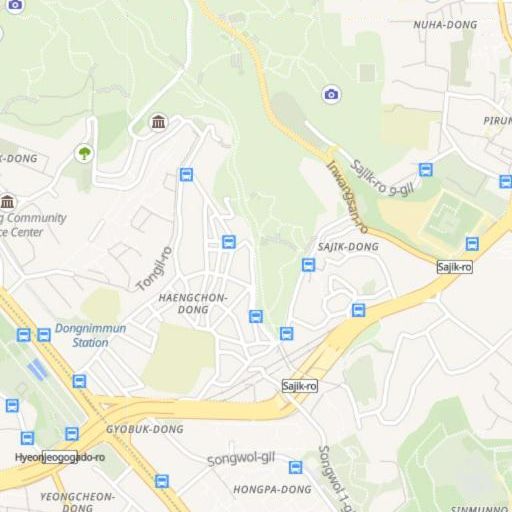 NUHA-DONG
PIRUN
K-DONG
Sajik-ro 9-gil
Inwangsan-ro
g Community
ce Center
SAJIK-DONG
Tongil-ro
Sajik-ro
HAENGCHON-
DONG
Dongnimmun
Station
Sajik-ro
GYOBUK-DONG
Hyeonjeogogado-ro
Songwol-gil
Songwol 1-g
HONGPA-DONG
YEONGCHEON-
DONG
SINMUNNO